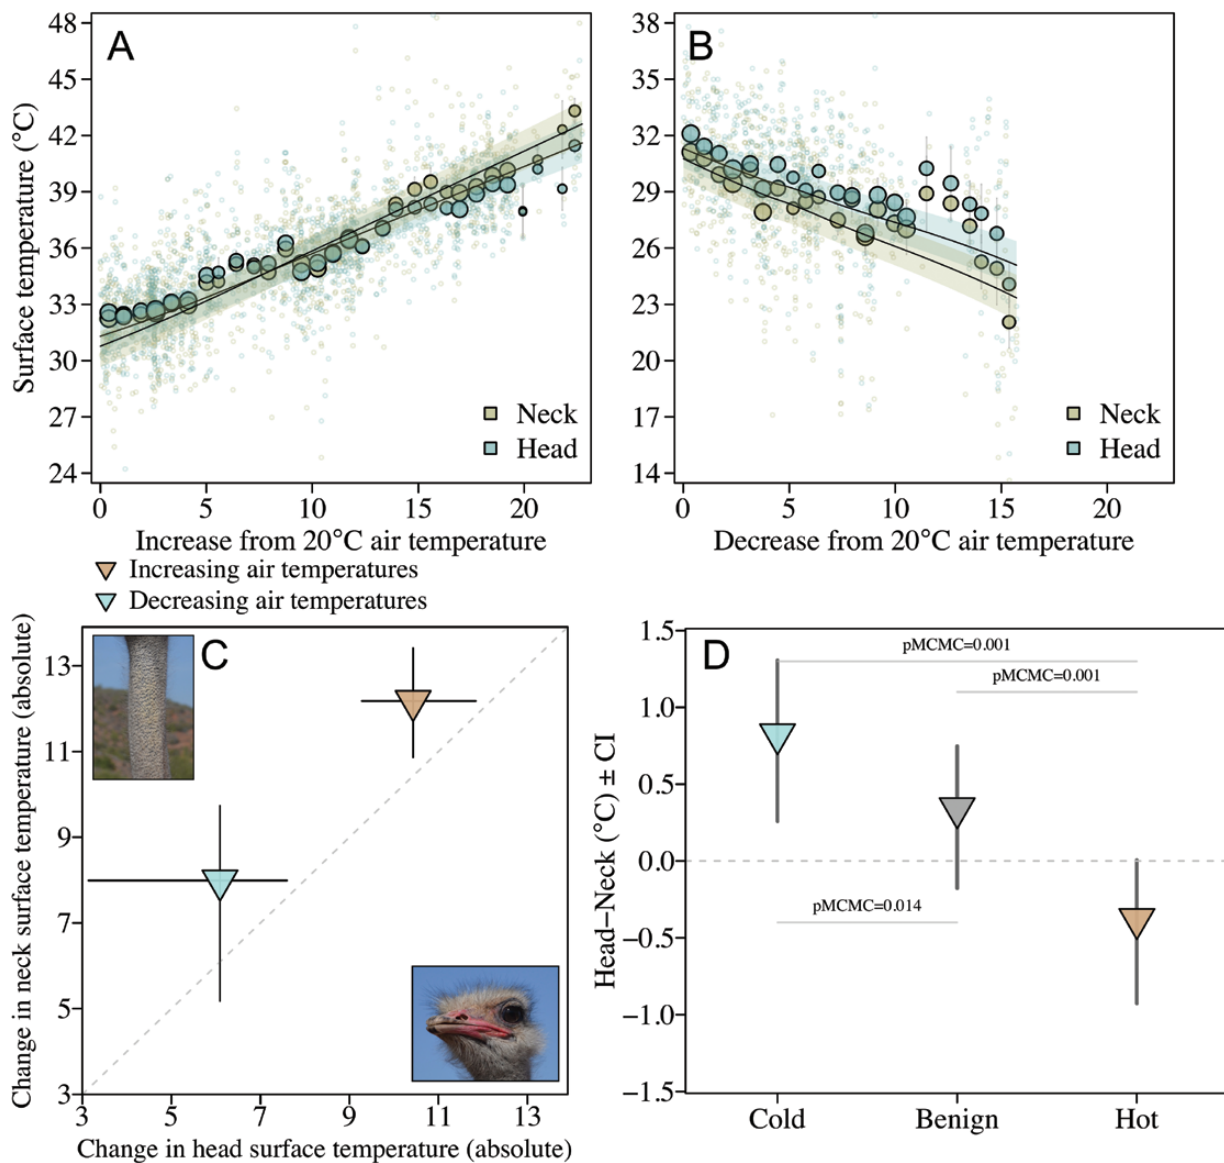 A
B
Surface temperature (°C)
48
45
42
39
36
33
30
27
24
0
5
10
15
20
Increase from 20°C air temperature
Neck
Head
38
35
32
29
26
23
20
17
14
0
5
10
15
20
Decrease from 20°C air temperature
Neck
Head
Increasing air temperatures
Decreasing air temperatures
C
Change in neck surface temperature (absolute)
13
11
9
7
5
3
3
5
7
9
11
13
Change in head surface temperature (absolute)
D
Head–Neck (°C) ± CI
1.5
1.0
0.5
0.0
−0.5
−1.0
−1.5
pMCMC=0.001
pMCMC=0.001
pMCMC=0.014
Cold
Benign
Hot